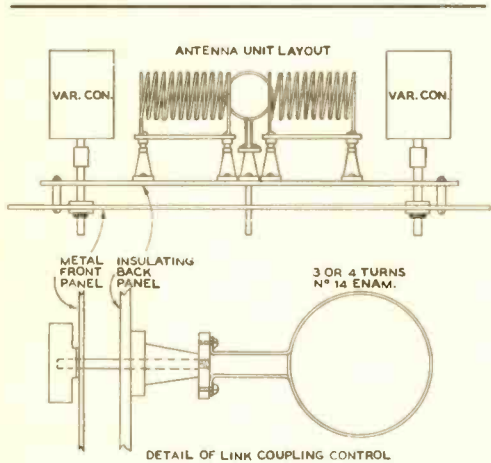 ANTENNA UNIT LAYOUT
VAR. CON.
VAR. CON.
METAL FRONT PANEL
INSULATING BACK PANEL
3 OR 4 TURNS
Nº 14 ENAM.
DETAIL OF LINK COUPLING CONTROL